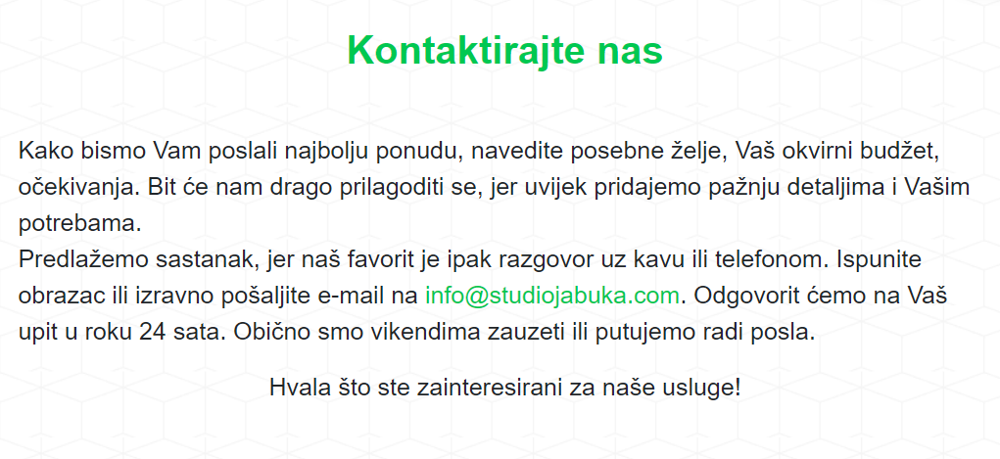 Kontaktirajte nas
Kako bismo Vam poslali najbolju ponudu, navedite posebne želje, Vaš okvirni budžet,
očekivanja. Bit će nam drago prilagoditi se, jer uvijek pridajemo pažnju detaljima i Vašim
potrebama.
Predlažemo sastanak, jer naš favorit je ipak razgovor uz kavu ili telefonom. Ispunite
obrazac ili izravno pošaljite e-mail na info@studiojabuka.com. Odgovorit ćemo na Vaš
upit u roku 24 sata. Obično smo vikendima zauzeti ili putujemo radi posla.
Hvala što ste zainteresirani za naše usluge!